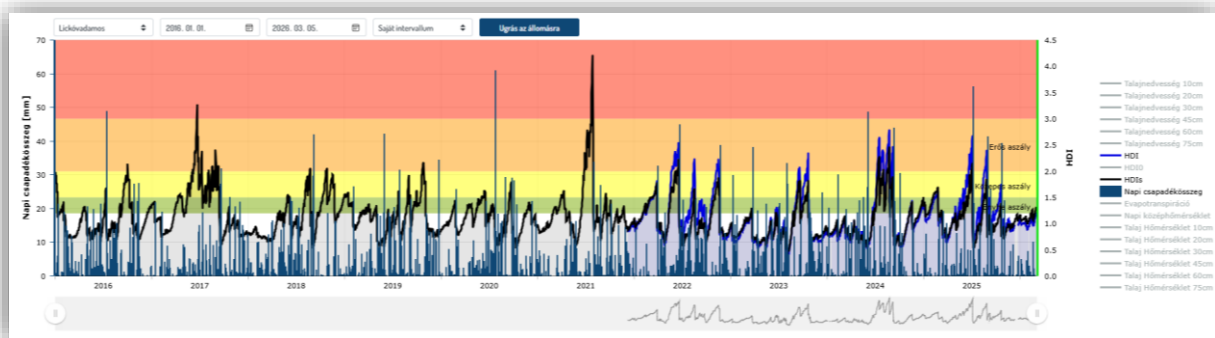 Lickóvadamos 2016. 01. 01. 2026. 03. 05. Saját intervallum Ugrás az állomásra
70 4.5
60 4.0
50 3.5
40 3.0
30 2.5
20 2.0
10 1.5
0 1.0
0.5
0.0
Napi csapadékösszeg [mm]
HDI
Erős aszály
Közepes aszály
Enyhe aszály
2016 2017 2018 2019 2020 2021 2022 2023 2024 2025
Talajnedvesség 10cm
Talajnedvesség 20cm
Talajnedvesség 30cm
Talajnedvesség 45cm
Talajnedvesség 60cm
Talajnedvesség 75cm
HDI
HDI0
HDIs
Napi csapadékösszeg
Evapotranspiráció
Napi középhőmérséklet
Talaj Hőmérséklet 10cm
Talaj Hőmérséklet 20cm
Talaj Hőmérséklet 30cm
Talaj Hőmérséklet 45cm
Talaj Hőmérséklet 60cm
Talaj Hőmérséklet 75cm